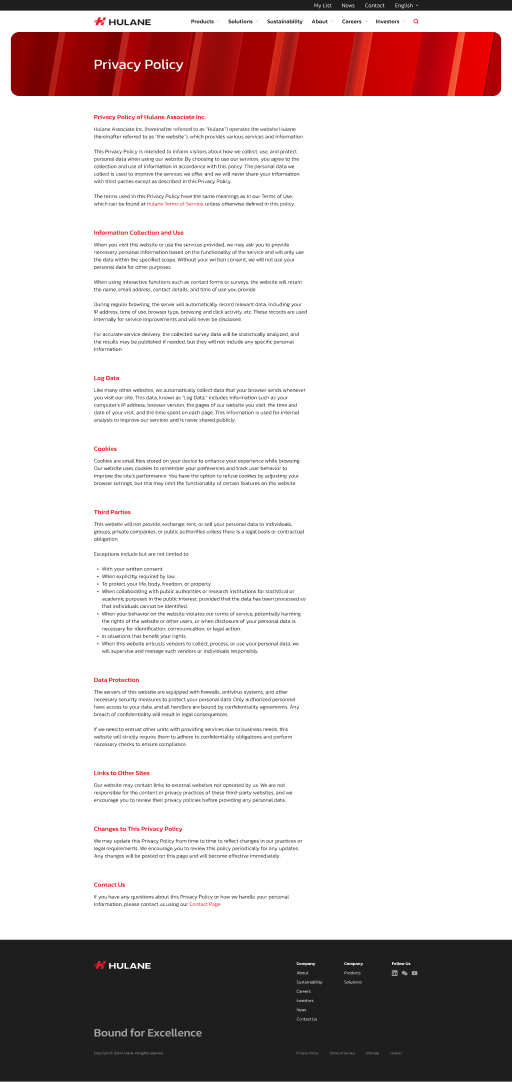 My List News Contact English
HULANE Products Solutions Sustainability About Careers Investors
Privacy Policy
Privacy Policy of Hulane Associate Inc.
Hulane Associate Inc. (hereinafter referred to as "Hulane") operates the website Hulane
(hereinafter referred to as "the website"), which provides various services and information.
This Privacy Policy is intended to inform visitors about how we collect, use, and protect
personal data when using our website. By choosing to use our services, you agree to the
collection and use of information in accordance with this policy. The personal data we
collect is used to improve the services we offer, and we will never share your information
with third parties except as described in this Privacy Policy.
The terms used in this Privacy Policy have the same meanings as in our Terms of Use,
which can be found at Hulane Terms of Service, unless otherwise defined in this policy.
Information Collection and Use
When you visit this website or use the services provided, we may ask you to provide
necessary personal information based on the functionality of the service and will only use
the data within the specified scope. Without your written consent, we will not use your
personal data for other purposes.
When using interactive functions such as contact forms or surveys, the website will retain
the name, email address, contact details, and time of use you provide.
During regular browsing, the server will automatically record relevant data, including your
IP address, time of use, browser type, browsing and click activity, etc. These records are used
internally for service improvements and will never be disclosed.
For accurate service delivery, the collected survey data will be statistically analyzed, and
the results may be published if needed, but they will not include any specific personal
information.
Log Data
Like many other websites, we automatically collect data that your browser sends whenever
you visit our site. This data, known as "Log Data," includes information such as your
computer's IP address, browser version, the pages of our website you visit, the time and
date of your visit, and the time spent on each page. This information is used for internal
analysis to improve our services and is never shared publicly.
Cookies
Cookies are small files stored on your device to enhance your experience while browsing.
Our website uses cookies to remember your preferences and track user behavior to
improve the site's performance. You have the option to refuse cookies by adjusting your
browser settings, but this may limit the functionality of certain features on the website.
Third Parties
This website will not provide, exchange, rent, or sell your personal data to individuals,
groups, private companies, or public authorities unless there is a legal basis or contractual
obligation.
Exceptions include but are not limited to:
• With your written consent.
• When explicitly required by law.
• To protect your life, body, freedom, or property.
• When collaborating with public authorities or research institutions for statistical or
academic purposes in the public interest, provided that the data has been processed so
that individuals cannot be identified.
• When your behavior on the website violates our terms of service, potentially harming
the rights of the website or other users, or when disclosure of your personal data is
necessary for identification, communication, or legal action.
• In situations that benefit your rights.
• When this website entrusts vendors to collect, process, or use your personal data, we
will supervise and manage such vendors or individuals responsibly.
Data Protection
The servers of this website are equipped with firewalls, antivirus systems, and other
necessary security measures to protect your personal data. Only authorized personnel
have access to your data, and all handlers are bound by confidentiality agreements. Any
breach of confidentiality will result in legal consequences.
If we need to entrust other units with providing services due to business needs, this
website will strictly require them to adhere to confidentiality obligations and perform
necessary checks to ensure compliance.
Links to Other Sites
Our website may contain links to external websites not operated by us. We are not
responsible for the content or privacy practices of these third-party websites, and we
encourage you to review their privacy policies before providing any personal data.
Changes to This Privacy Policy
We may update this Privacy Policy from time to time to reflect changes in our practices or
legal requirements. We encourage you to review this policy periodically for any updates.
Any changes will be posted on this page and will become effective immediately.
Contact Us
If you have any questions about this Privacy Policy or how we handle your personal
information, please contact us using our Contact Page.
HULANE
Company Company Follow Us
About Products
Sustainability Solutions
Careers
Investors
News
Contact Us
Bound for Excellence
Copyright © 2024 Hulane. All rights reserved.
Privacy Policy Terms of Service Sitemap Cookies